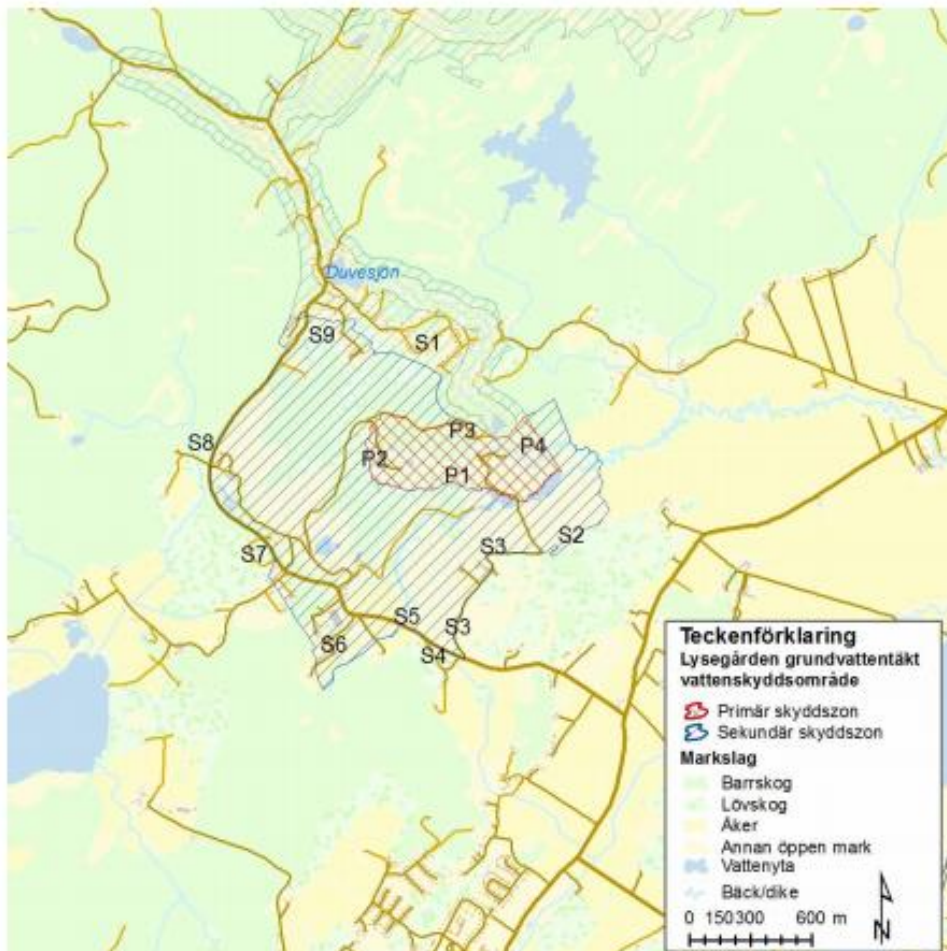 Duvesjön
S9
S1
S8
P3
P4
P2
P1
S7
S3
S2
S5
S3
S6
S4
Teckenförklaring
Lysegården grundvattentäkt
vattenskyddsområde
Primär skyddszon
Sekundär skyddszon
Markslag
Barrskog
Lövskog
Åker
Annan öppen mark
Vattenyta
Bäck/dike
0 150300 600 m
N